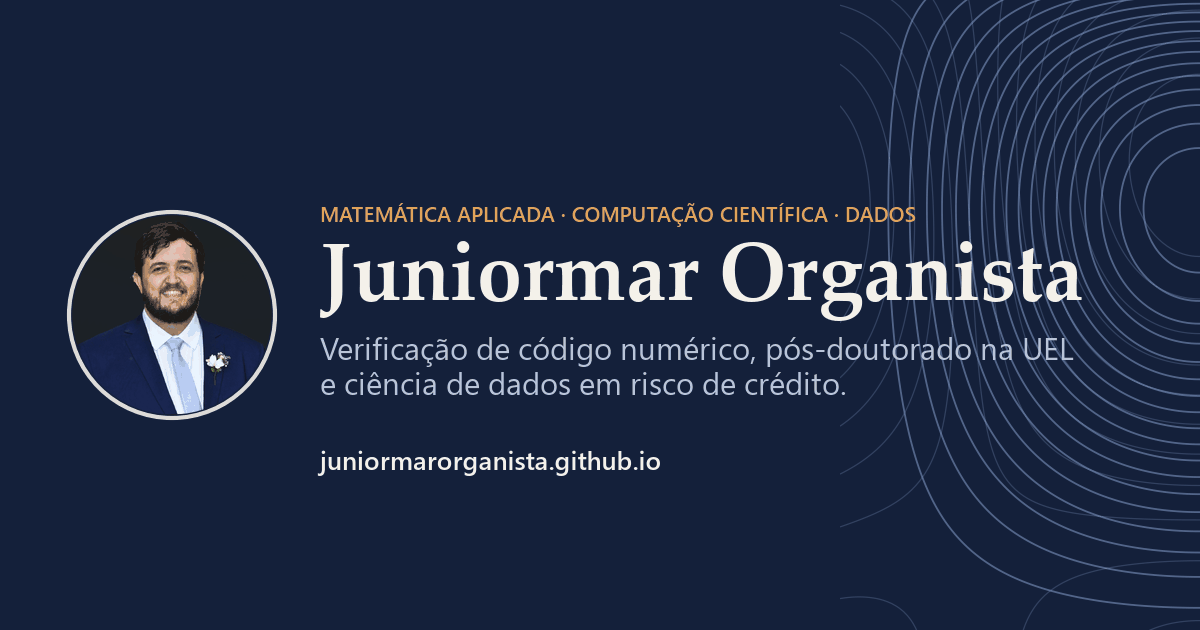 MATEMÁTICA APLICADA · COMPUTAÇÃO CIENTÍFICA · DADOS
Juniormar Organista
Verificação de código numérico, pós-doutorado na UEL
e ciência de dados em risco de crédito.
juniormarorganista.github.io